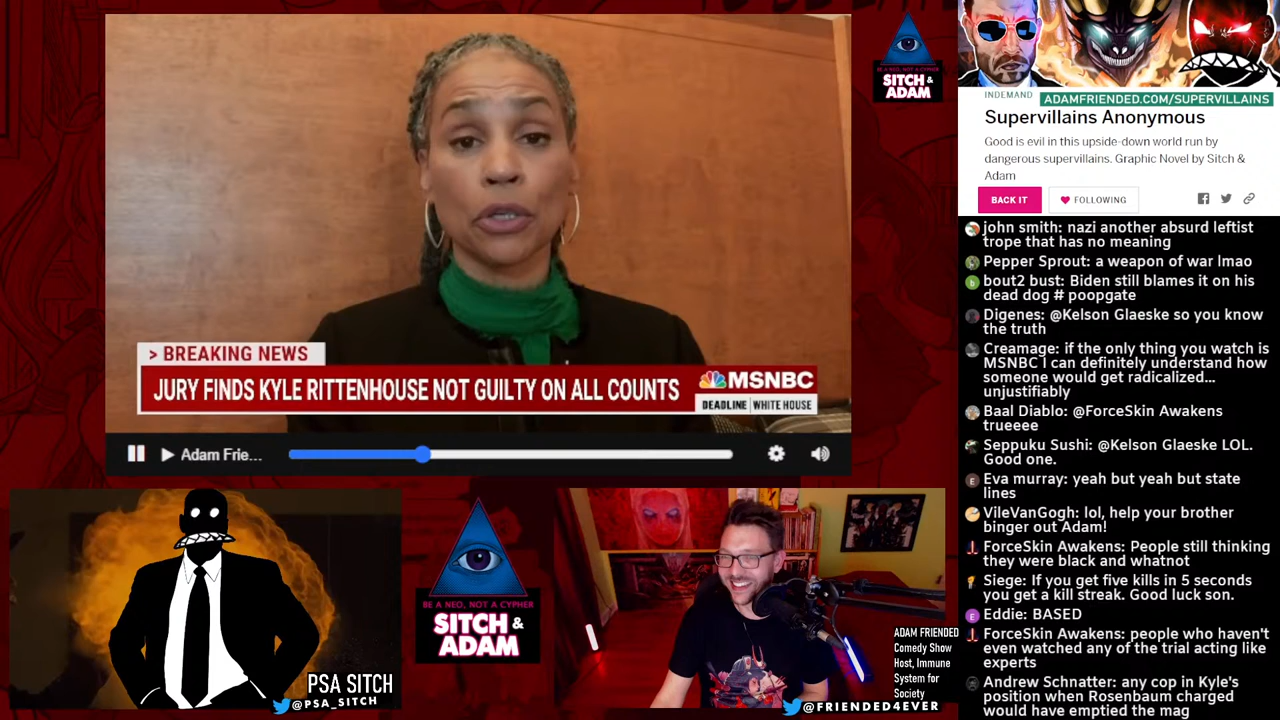 BE A NEO, NOT A CYPHER
SITCH &
ADAM
> BREAKING NEWS
JURY FINDS KYLE RITTENHOUSE NOT GUILTY ON ALL COUNTS
MSNBC
DEADLINE WHITE HOUSE
Adam Frie...
PSA SITCH
@PSA_SITCH
BE A NEO, NOT A CYPHER
SITCH &
ADAM
ADAM FRIENDED
Comedy Show
Host, Immune
System for
Society
@FRIENDED4EVER
INDEMAND
ADAMFRIENDED.COM/SUPERVILLAINS
Supervillains Anonymous
Good is evil in this upside-down world run by
dangerous supervillains. Graphic Novel by Sitch &
Adam
BACK IT
FOLLOWING
john smith: nazi another absurd leftist
trope that has no meaning
Pepper Sprout: a weapon of war lmao
bout2 bust: Biden still blames it on his
dead dog # poopgate
Digenes: @Kelson Glaeske so you know
the truth
Creamage: if the only thing you watch is
MSNBC I can definitely understand how
someone would get radicalized...
unjustifiably
Baal Diablo: @ForceSkin Awakens
trueeee
Seppuku Sushi: @Kelson Glaeske LOL.
Good one.
Eva murray: yeah but yeah but state
lines
VileVanGogh: lol, help your brother
binger out Adam!
ForceSkin Awakens: People still thinking
they were black and whatnot
Siege: If you get five kills in 5 seconds
you get a kill streak. Good luck son.
Eddie: BASED
ForceSkin Awakens: people who haven't
even watched any of the trial acting like
experts
Andrew Schnatter: any cop in Kyle's
position when Rosenbaum charged
would have emptied the mag